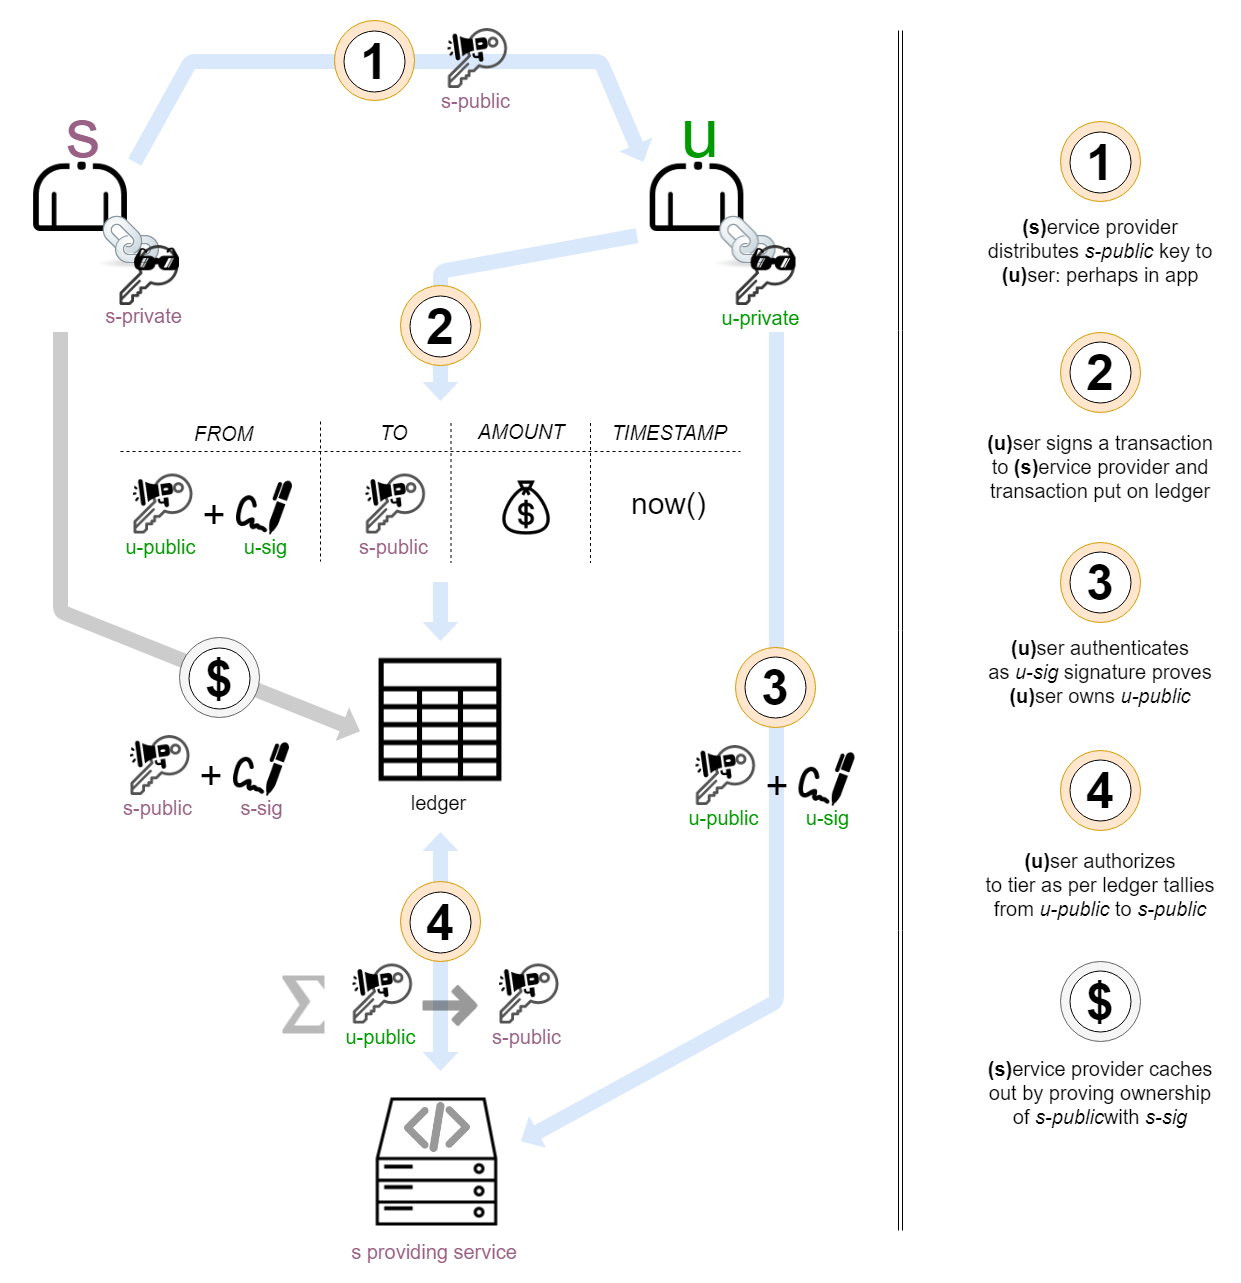 1
s-public
s
u
s-private
u-private
2
FROM TO AMOUNT TIMESTAMP
+ now()
$
u-public u-sig s-public
$
3
+
s-public s-sig
ledger
+
u-public u-sig
4
Σ
u-public s-public
</>
s providing service
1
(s)ervice provider
distributes s-public key to
(u)ser: perhaps in app
2
(u)ser signs a transaction
to (s)ervice provider and
transaction put on ledger
3
(u)ser authenticates
as u-sig signature proves
(u)ser owns u-public
4
(u)ser authorizes
to tier as per ledger tallies
from u-public to s-public
$
(s)ervice provider caches
out by proving ownership
of s-publicwith s-sig